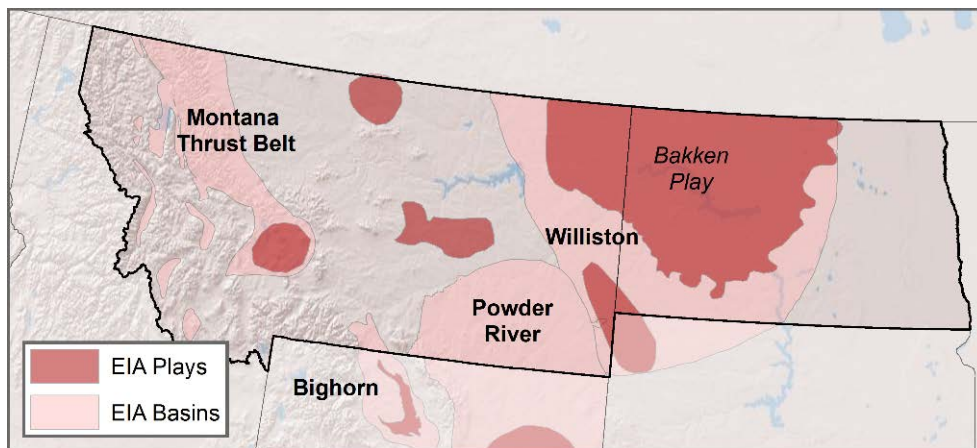 Montana
Thrust Belt
Bakken
Play
Williston
Powder
River
Bighorn
EIA Plays
EIA Basins